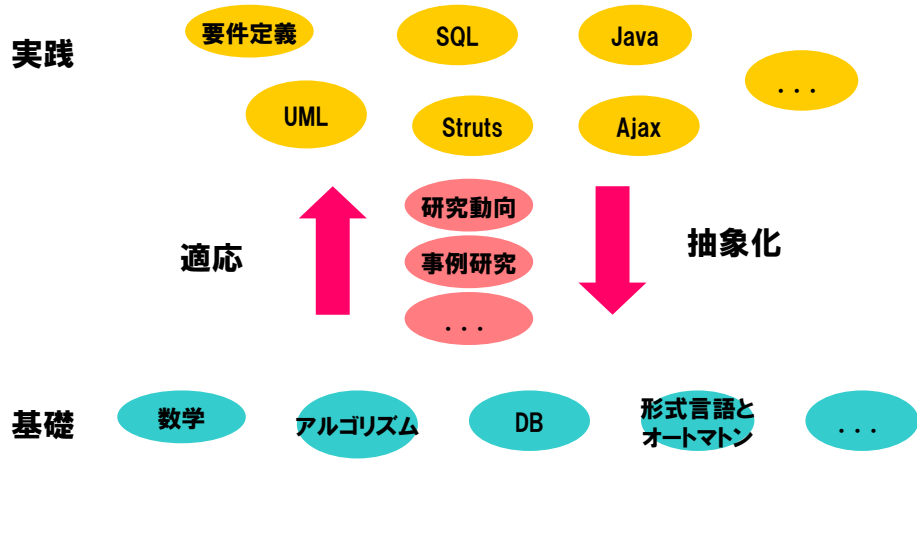 実践
要件定義
SQL
Java
...
UML
Struts
Ajax
研究動向
適応
事例研究
抽象化
...
基礎
数学
アルゴリズム
DB
形式言語と
オートマトン
...